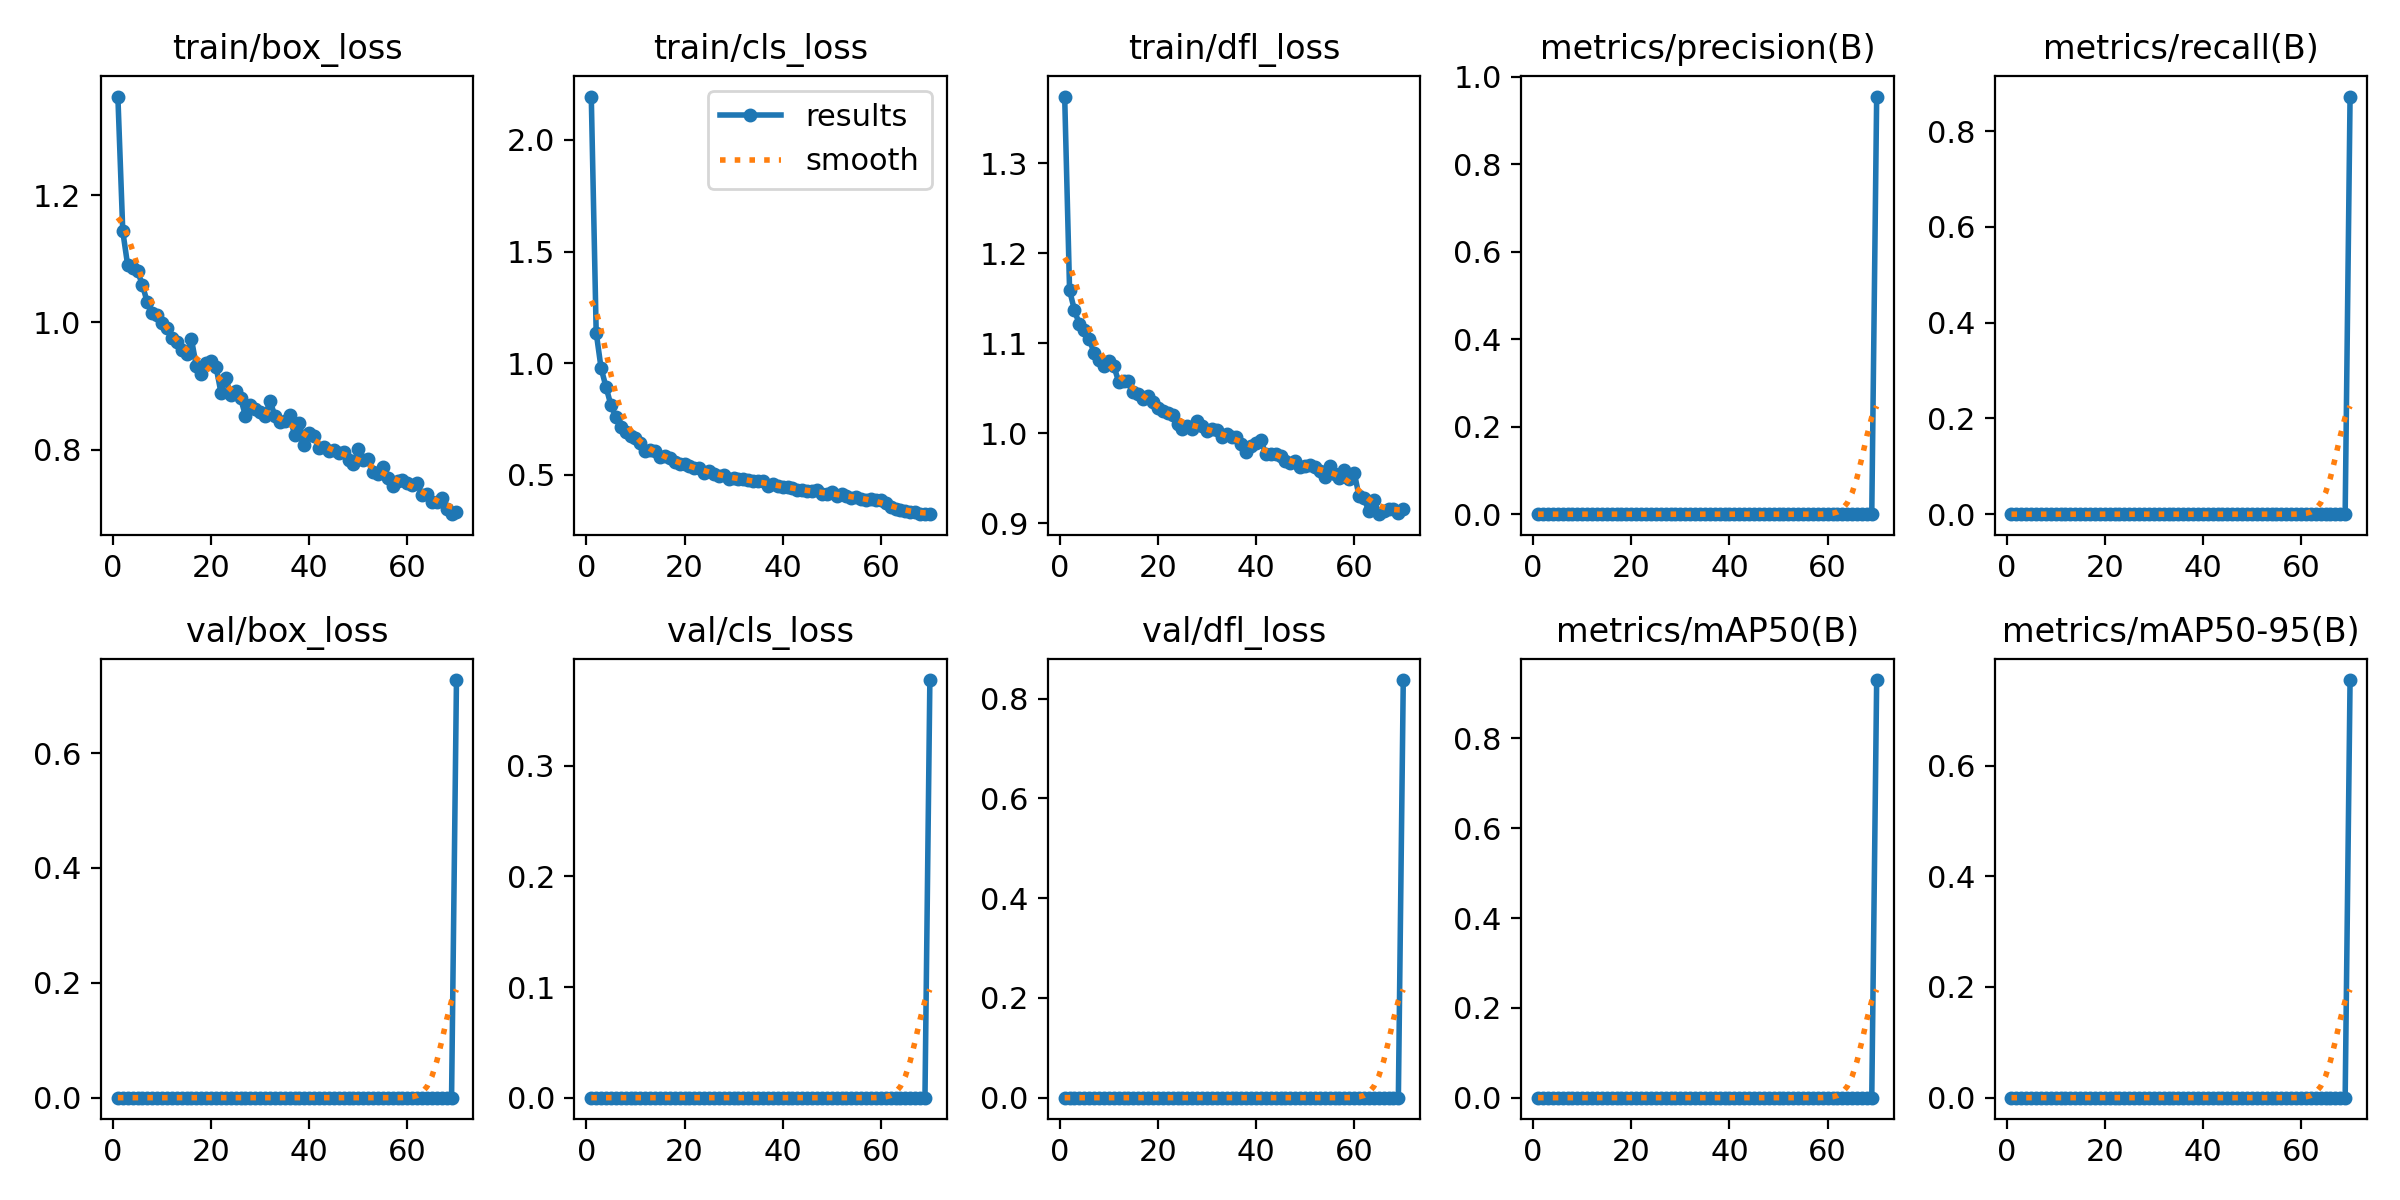 train/box_loss
train/cls_loss
train/dfl_loss
metrics/precision(B)
metrics/recall(B)
1.2
1.0
0.8
0 20 40 60
results
smooth
2.0
1.5
1.0
0.5
0 20 40 60
1.3
1.2
1.1
1.0
0.9
0 20 40 60
1.0
0.8
0.6
0.4
0.2
0.0
0 20 40 60
0.8
0.6
0.4
0.2
0.0
0 20 40 60
val/box_loss
val/cls_loss
val/dfl_loss
metrics/mAP50(B)
metrics/mAP50-95(B)
0.6
0.4
0.2
0.0
0 20 40 60
0.3
0.2
0.1
0.0
0 20 40 60
0.8
0.6
0.4
0.2
0.0
0 20 40 60
0.8
0.6
0.4
0.2
0.0
0 20 40 60
0.6
0.4
0.2
0.0
0 20 40 60